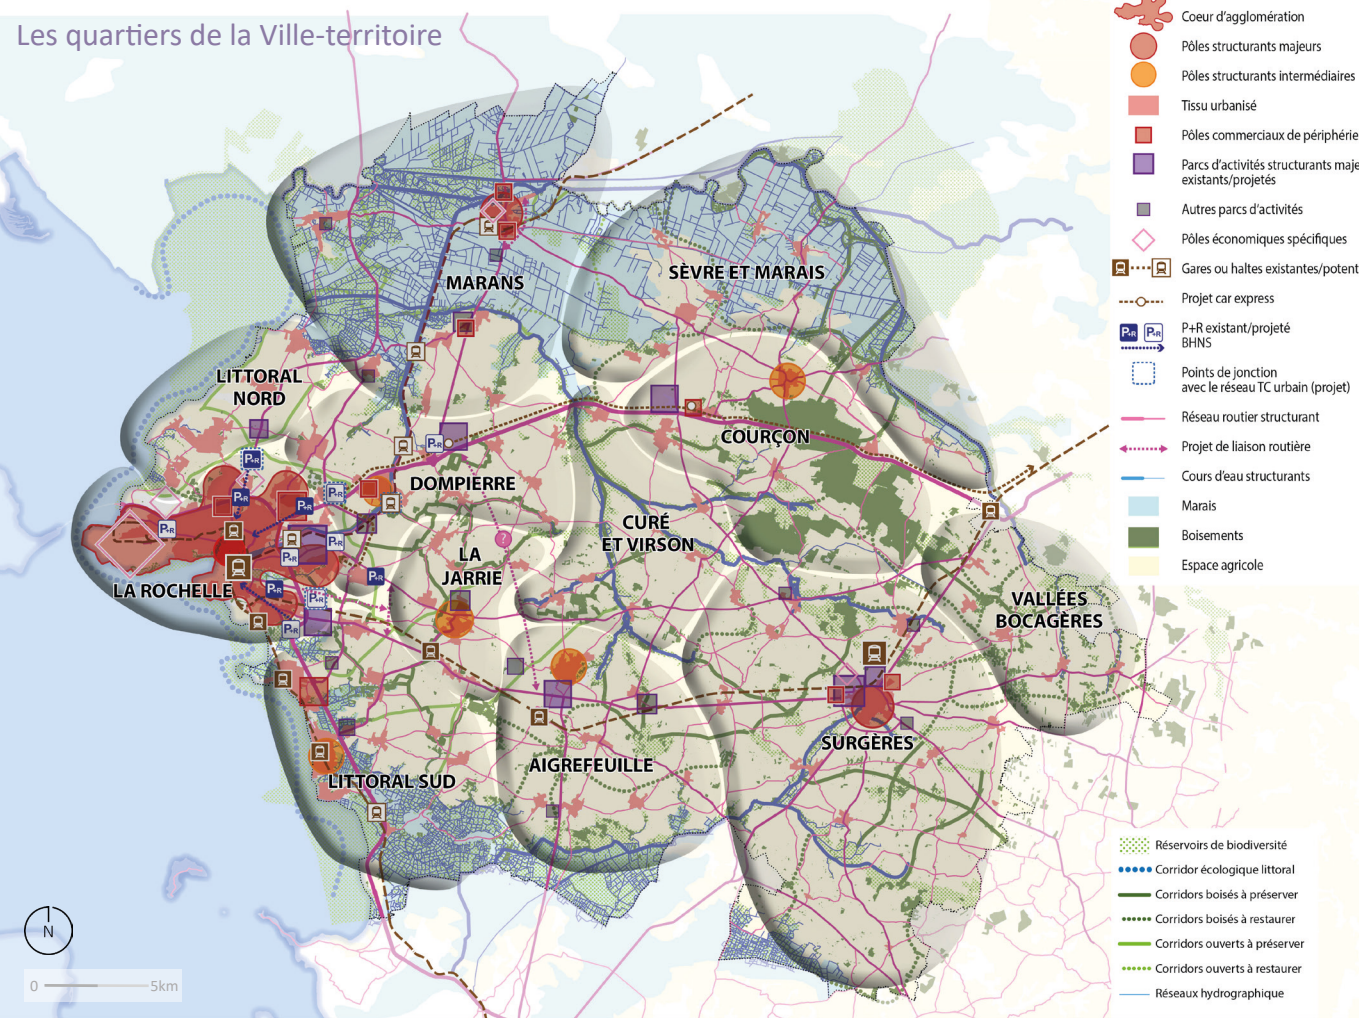 Les quartiers de la Ville-territoire
Coeur d'agglomération
Pôles structurants majeurs
Pôles structurants intermédiaires
Tissu urbanisé
Pôles commerciaux de périphérie
Parcs d'activités structurants maje
existants/projetés
Autres parcs d'activités
Pôles économiques spécifiques
Gares ou haltes existantes/potent
Projet car express
P+R P+R P+R existant/projeté
BHNS
Points de jonction
avec le réseau TC urbain (projet)
Réseau routier structurant
Projet de liaison routière
Cours d'eau structurants
Marais
Boisements
Espace agricole
MARANS
SÈVRE ET MARAIS
LITTORAL
NORD
COURÇON
P+R
P+R
DOMPIERRE
P+R
P+R
P+R
P+R
CURÉ
ET VIRSON
?
P+R
P+R
LA
JARRIE
P+R
P+R
LA ROCHELLE
P+R
P+R
VALLÉES
BOCAGÈRES
SURGÈRES
AIGREFEUILLE
LITTORAL SUD
Réservoirs de biodiversité
Corridor écologique littoral
Corridors boisés à préserver
Corridors boisés à restaurer
Corridors ouverts à préserver
Corridors ouverts à restaurer
Réseaux hydrographique
N
0 5km